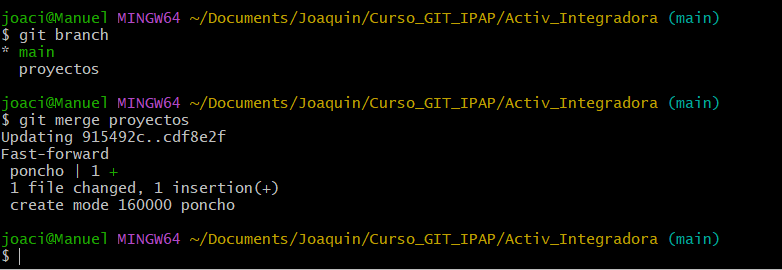 joaci@Manuel MINGW64 ~/Documents/Joaquin/Curso_GIT_IPAP/Activ_Integradora (main)
$ git branch
* main
  proyectos
joaci@Manuel MINGW64 ~/Documents/Joaquin/Curso_GIT_IPAP/Activ_Integradora (main)
$ git merge proyectos
Updating 915492c..cdf8e2f
Fast-forward
 poncho | 1 +
 1 file changed, 1 insertion(+)
 create mode 160000 poncho
joaci@Manuel MINGW64 ~/Documents/Joaquin/Curso_GIT_IPAP/Activ_Integradora (main)
$